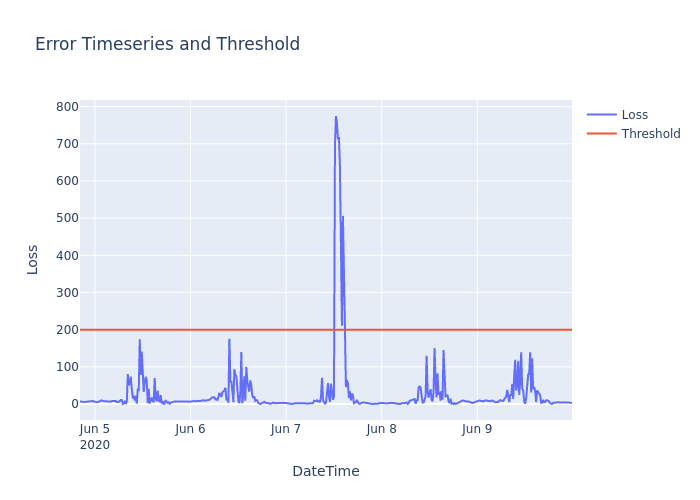 Error Timeseries and Threshold
Loss
Threshold
800
700
600
500
400
300
200
100
0
Loss
Jun 5
2020
Jun 6
Jun 7
Jun 8
Jun 9
DateTime